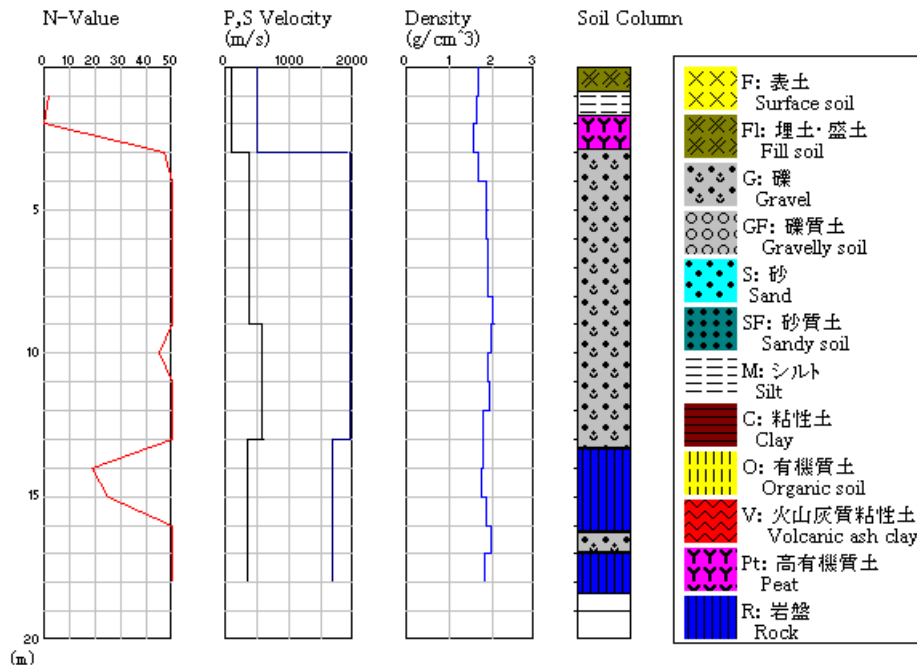 N-Value
P,S Velocity
(m/s)
Density
(g/cm^3)
Soil Column
0 10 20 30 40 50
0 1000 2000
0 1 2 3
5
10
15
20
(m)
F: 表土
Surface soil
Fl: 埋土・盛土
Fill soil
G: 礫
Gravel
GF: 礫質土
Gravelly soil
S: 砂
Sand
SF: 砂質土
Sandy soil
M: シルト
Silt
C: 粘性土
Clay
O: 有機質土
Organic soil
V: 火山灰質粘性土
Volcanic ash clay
Pt: 高有機質土
Peat
R: 岩盤
Rock